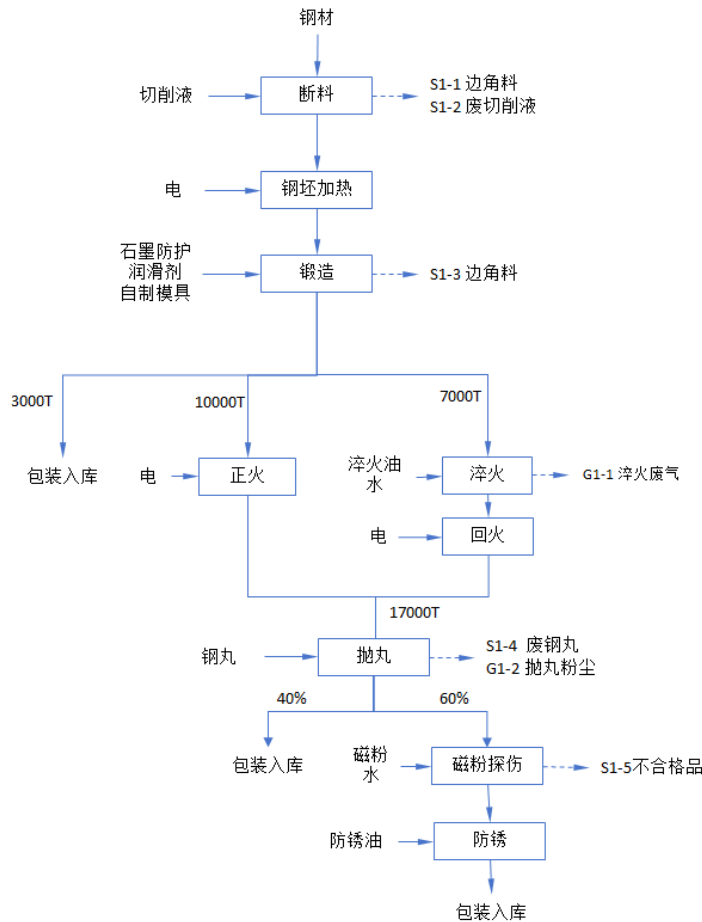 钢材
切削液
断料
S1-1 边角料
S1-2 废切削液
电
钢坯加热
石墨防护
润滑剂
自制模具
锻造
S1-3 边角料
3000T
10000T
7000T
包装入库
电
正火
淬火油
水
淬火
G1-1 淬火废气
电
回火
17000T
钢丸
抛丸
S1-4 废钢丸
G1-2 抛丸粉尘
40%
60%
包装入库
磁粉
水
磁粉探伤
S1-5不合格品
防锈油
防锈
包装入库